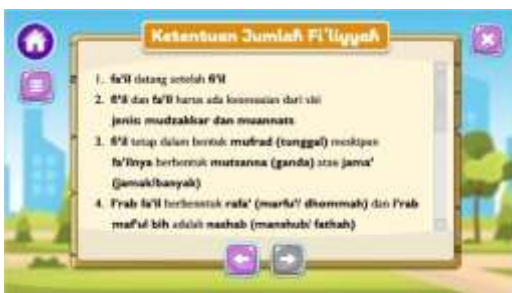 Ketentuan Jumlah Fi'liyyah
1. fa'il datang setelah fi'il
2. fi'il dan fa'il harus ada kesesuaian dari sisi
jenis: mudzakkar dan muannats
3. fi'il tetap dalam bentuk mufrad (tunggal) meskipun
fa'ilnya berbentuk mutsanna (ganda) atau jama'
(jamak/banyak)
4. I'rab fa'il berbentuk rafa' (marfu'/ dhommah) dan I'rab
maf'ul bih adalah nashab (manshub/ fathah)